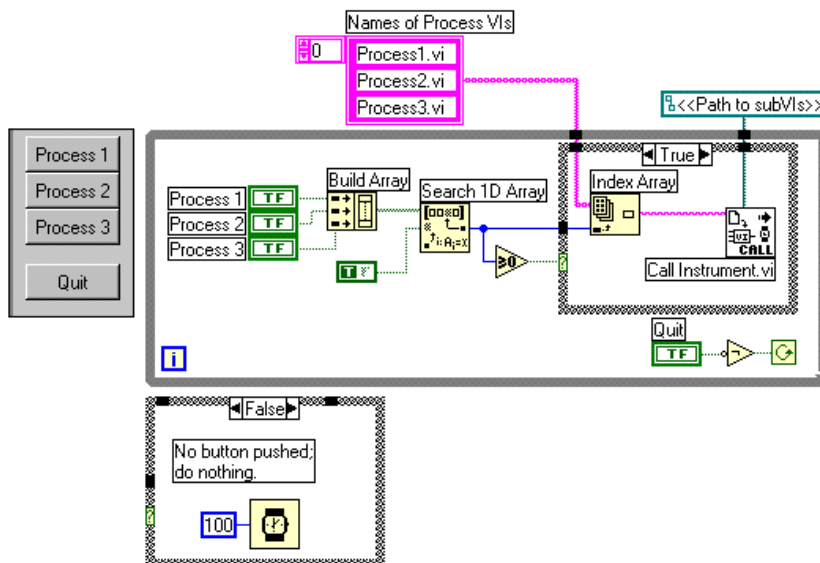 Names of Process VIs
0
Process1.vi
Process2.vi
Process3.vi
<<Path to subVIs>>
Process 1
Process 2
Process 3
Quit
True
Build Array
Search 1D Array
Index Array
Process 1
TF
Process 2
TF
Process 3
TF
T
i:A¡=X
≥0
?
VI
CALL
Call Instrument.vi
Quit
TF
i
False
No button pushed;
do nothing.
?
100